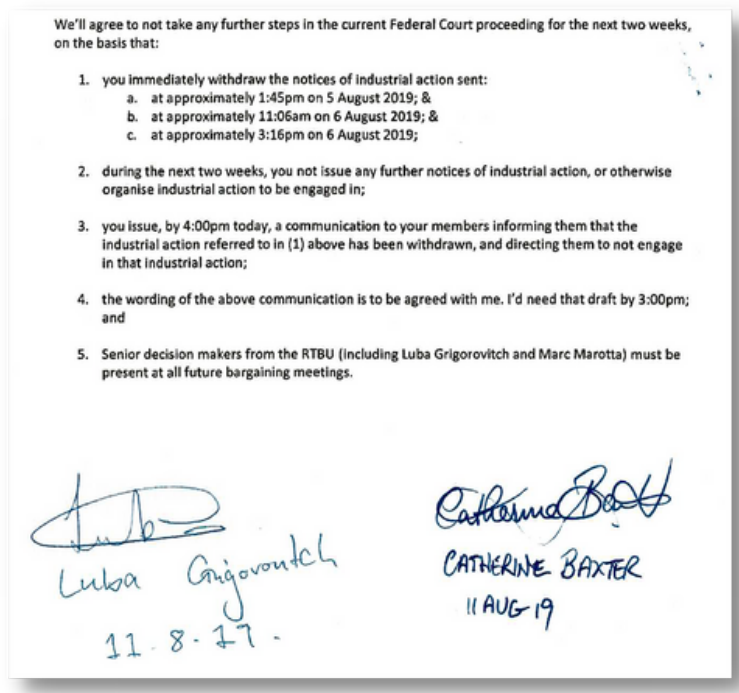 We'll agree to not take any further steps in the current Federal Court proceeding for the next two weeks,
on the basis that:
1. you immediately withdraw the notices of industrial action sent:
a. at approximately 1:45pm on 5 August 2019; &
b. at approximately 11:06am on 6 August 2019; &
c. at approximately 3:16pm on 6 August 2019;
2. during the next two weeks, you not issue any further notices of industrial action, or otherwise
organise industrial action to be engaged in;
3. you issue, by 4:00pm today, a communication to your members informing them that the
industrial action referred to in (1) above has been withdrawn, and directing them to not engage
in that industrial action;
4. the wording of the above communication is to be agreed with me. I'd need that draft by 3:00pm;
and
5. Senior decision makers from the RTBU (including Luba Grigorovitch and Marc Marotta) must be
present at all future bargaining meetings.
Luba
Luba Grigorovitch
11.8.19.
Catherine Baxter
CATHERINE BAXTER
11 AUG 19